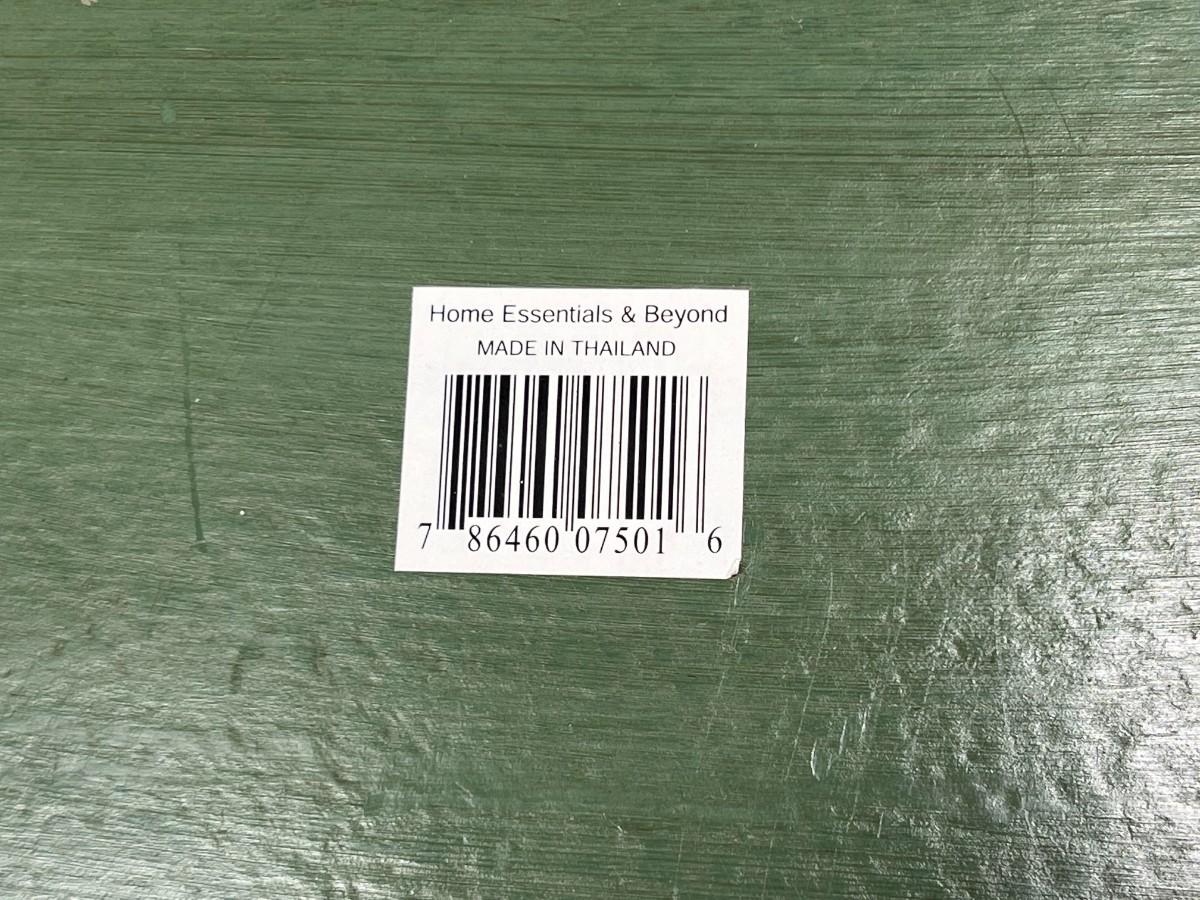 Home Essentials & Beyond
MADE IN THAILAND
7 86460 07501 6